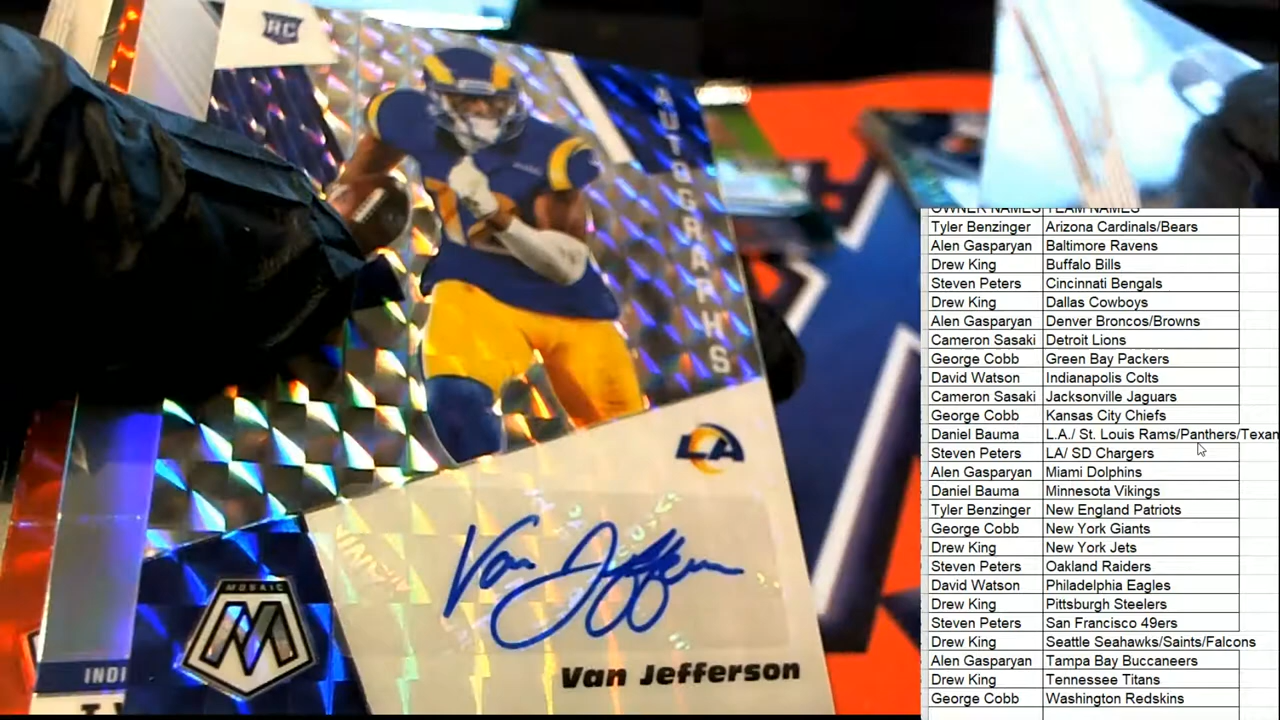 RC
AUTOGRAPHS
LA
Van Jefferson
MOSAIC
Van Jefferson
INDI
OWNER NAMES TEAM NAMES
Tyler Benzinger Arizona Cardinals/Bears
Alen Gasparyan Baltimore Ravens
Drew King Buffalo Bills
Steven Peters Cincinnati Bengals
Drew King Dallas Cowboys
Alen Gasparyan Denver Broncos/Browns
Cameron Sasaki Detroit Lions
George Cobb Green Bay Packers
David Watson Indianapolis Colts
Cameron Sasaki Jacksonville Jaguars
George Cobb Kansas City Chiefs
Daniel Bauma L.A./ St. Louis Rams/Panthers/Texan
Steven Peters LA/ SD Chargers
Alen Gasparyan Miami Dolphins
Daniel Bauma Minnesota Vikings
Tyler Benzinger New England Patriots
George Cobb New York Giants
Drew King New York Jets
Steven Peters Oakland Raiders
David Watson Philadelphia Eagles
Drew King Pittsburgh Steelers
Steven Peters San Francisco 49ers
Drew King Seattle Seahawks/Saints/Falcons
Alen Gasparyan Tampa Bay Buccaneers
Drew King Tennessee Titans
George Cobb Washington Redskins